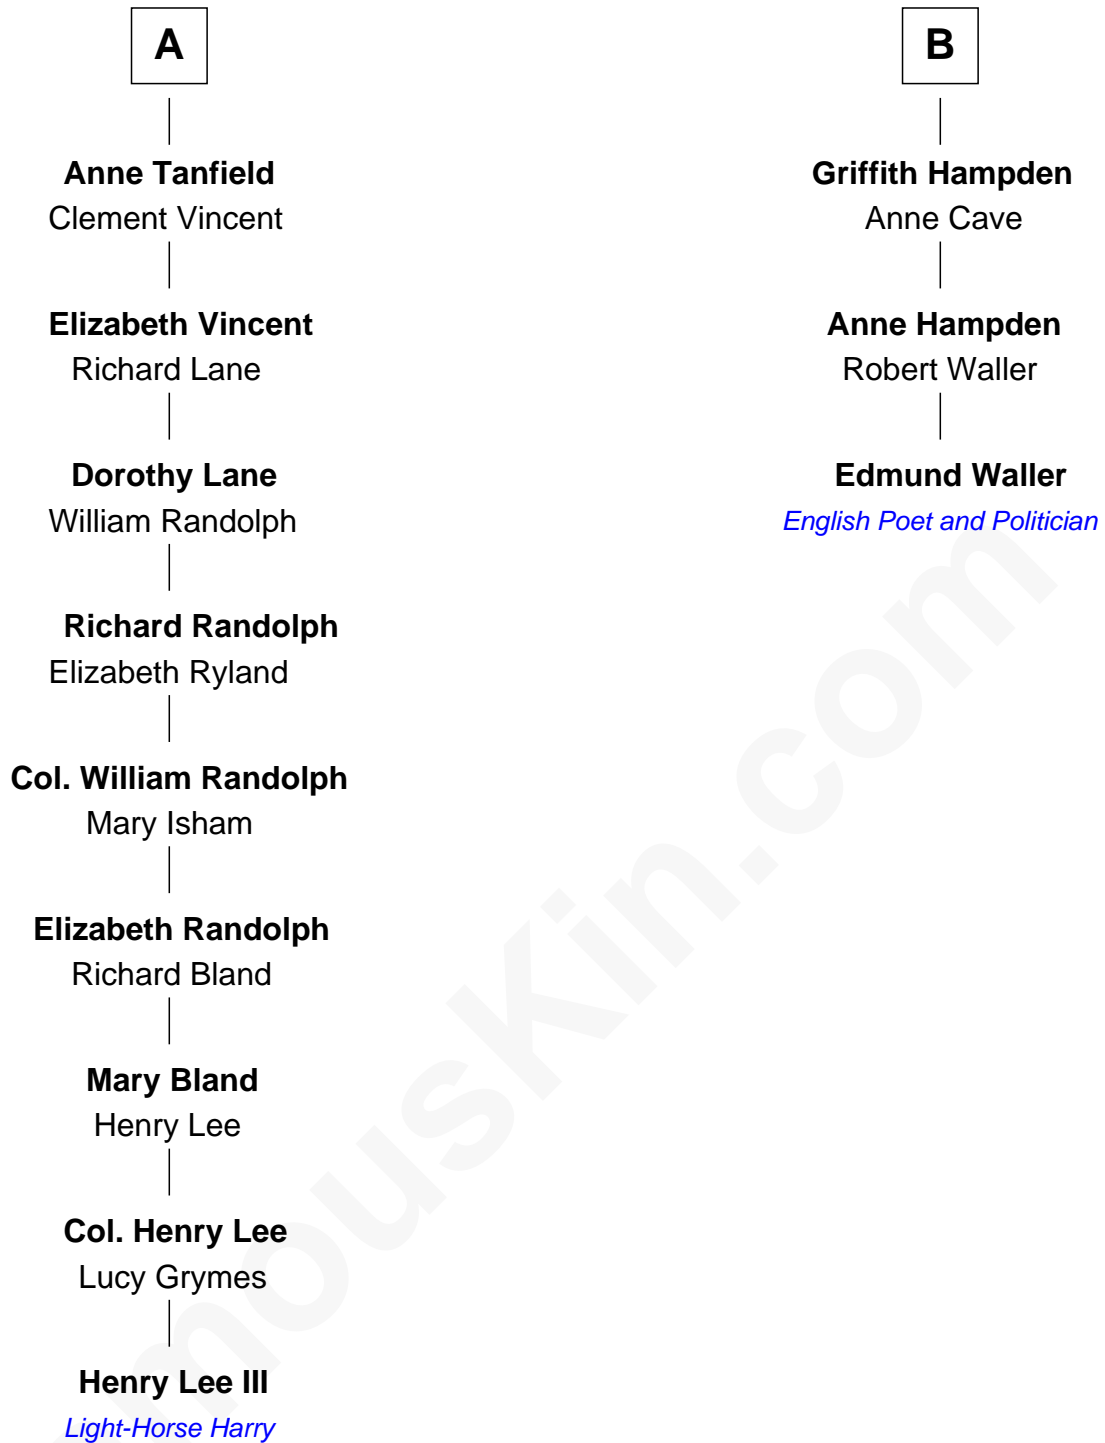 A
Anne Tanfield
Clement Vincent
Elizabeth Vincent
Richard Lane
Dorothy Lane
William Randolph
Richard Randolph
Elizabeth Ryland
Col. William Randolph
Mary Isham
Elizabeth Randolph
Richard Bland
Mary Bland
Henry Lee
Col. Henry Lee
Lucy Grymes
Henry Lee III
Light-Horse Harry
B
Griffith Hampden
Anne Cave
Anne Hampden
Robert Waller
Edmund Waller
English Poet and Politician
mouskin.com